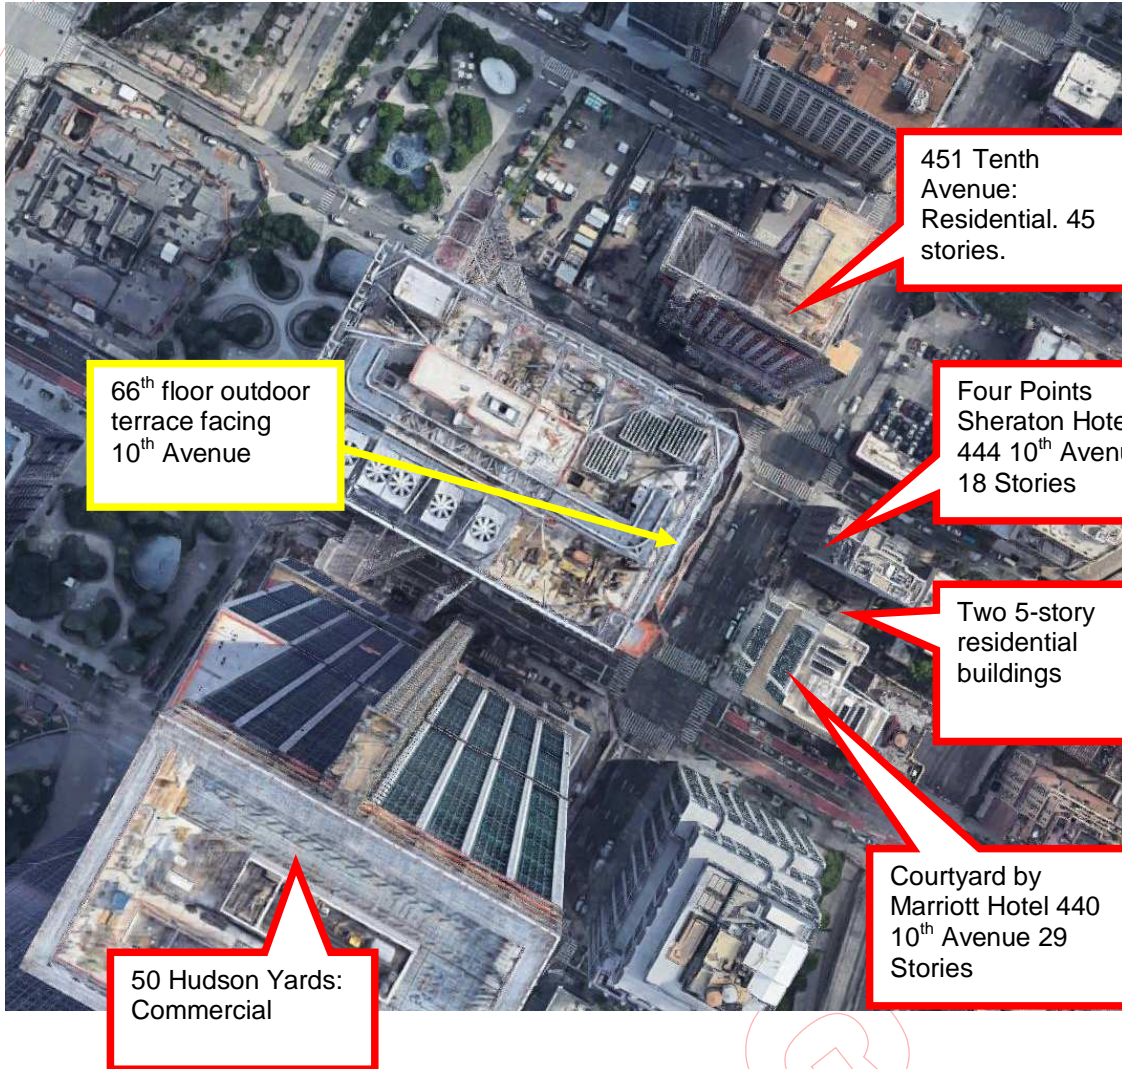 451 Tenth
Avenue:
Residential. 45
stories.
66th floor outdoor
terrace facing
10th Avenue
Four Points
Sheraton Hote
444 10th Avenu
18 Stories
Two 5-story
residential
buildings
Courtyard by
Marriott Hotel 440
10th Avenue 29
Stories
50 Hudson Yards:
Commercial